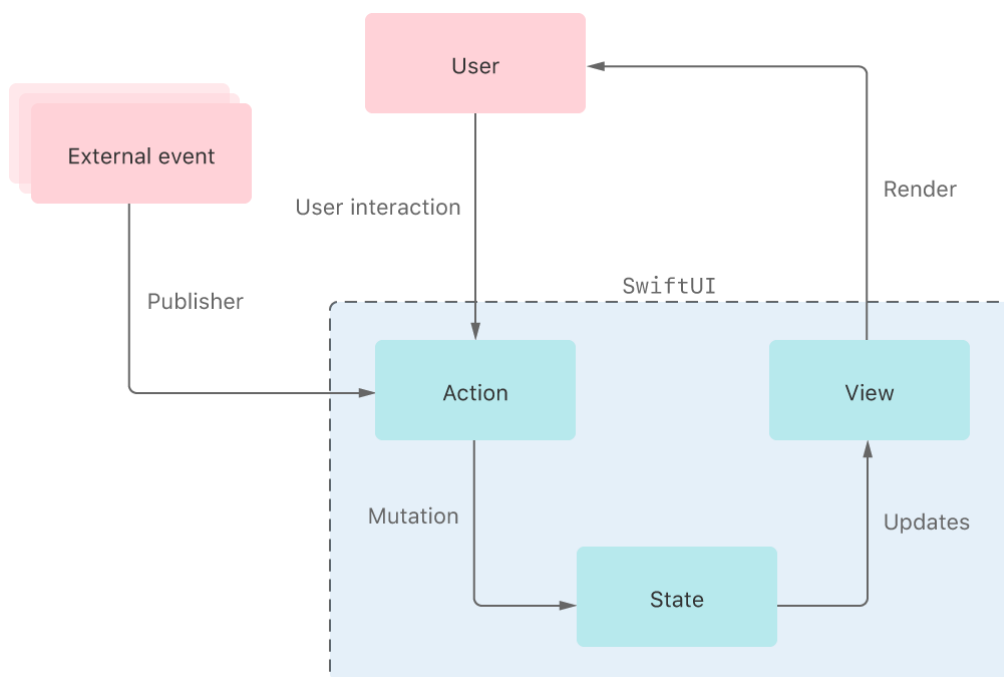 User
External event
Render
User interaction
SwiftUI
Publisher
Action
View
Mutation
Updates
State